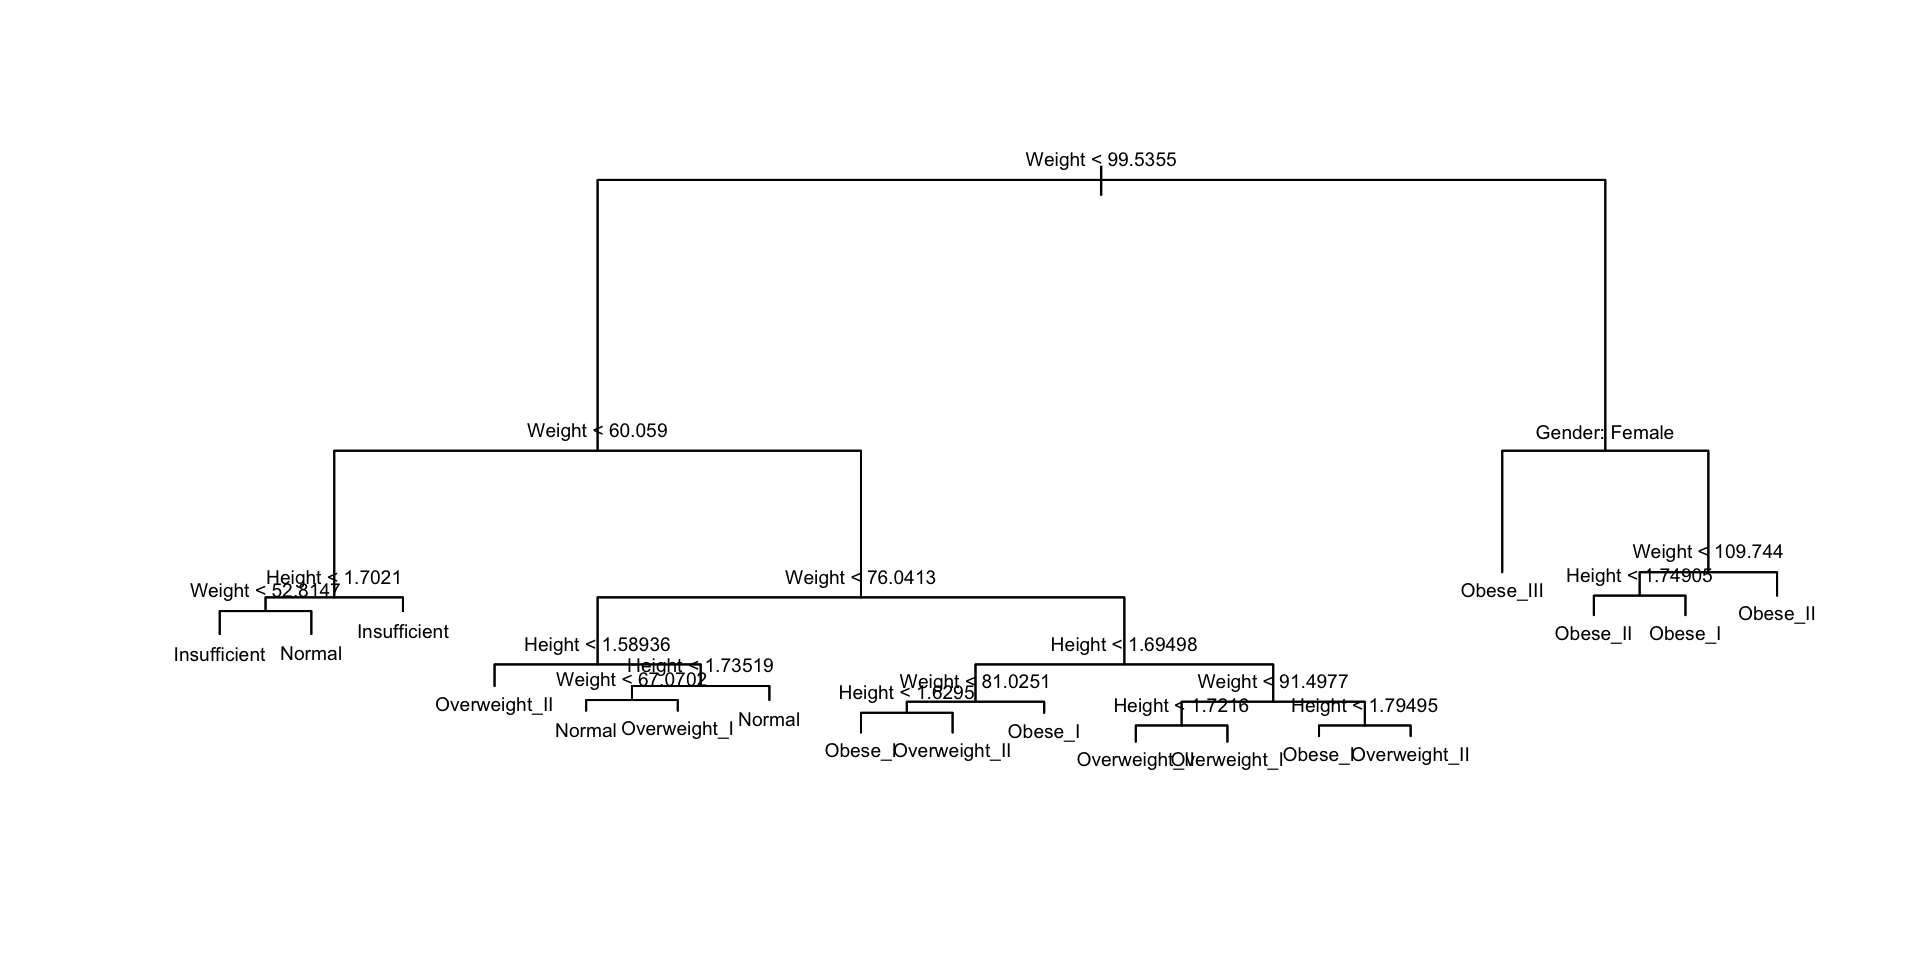 Weight < 99.5355
Weight < 60.059
Gender: Female
Weight < 109.744
Height < 1.74905
Obese_III
Obese_II
Obese_I
Obese_II
Height < 1.7021
Weight < 52.8147
Insufficient
Normal
Insufficient
Weight < 76.0413
Height < 1.58936
Height < 1.73519
Weight < 67.0702
Overweight_II
Normal
Overweight_I
Normal
Height < 1.69498
Weight < 81.0251
Height < 1.6295
Obese_I
Overweight_II
Obese_I
Weight < 91.4977
Height < 1.7216
Height < 1.79495
Overweight_II
Overweight_I
Obese_I
Overweight_II